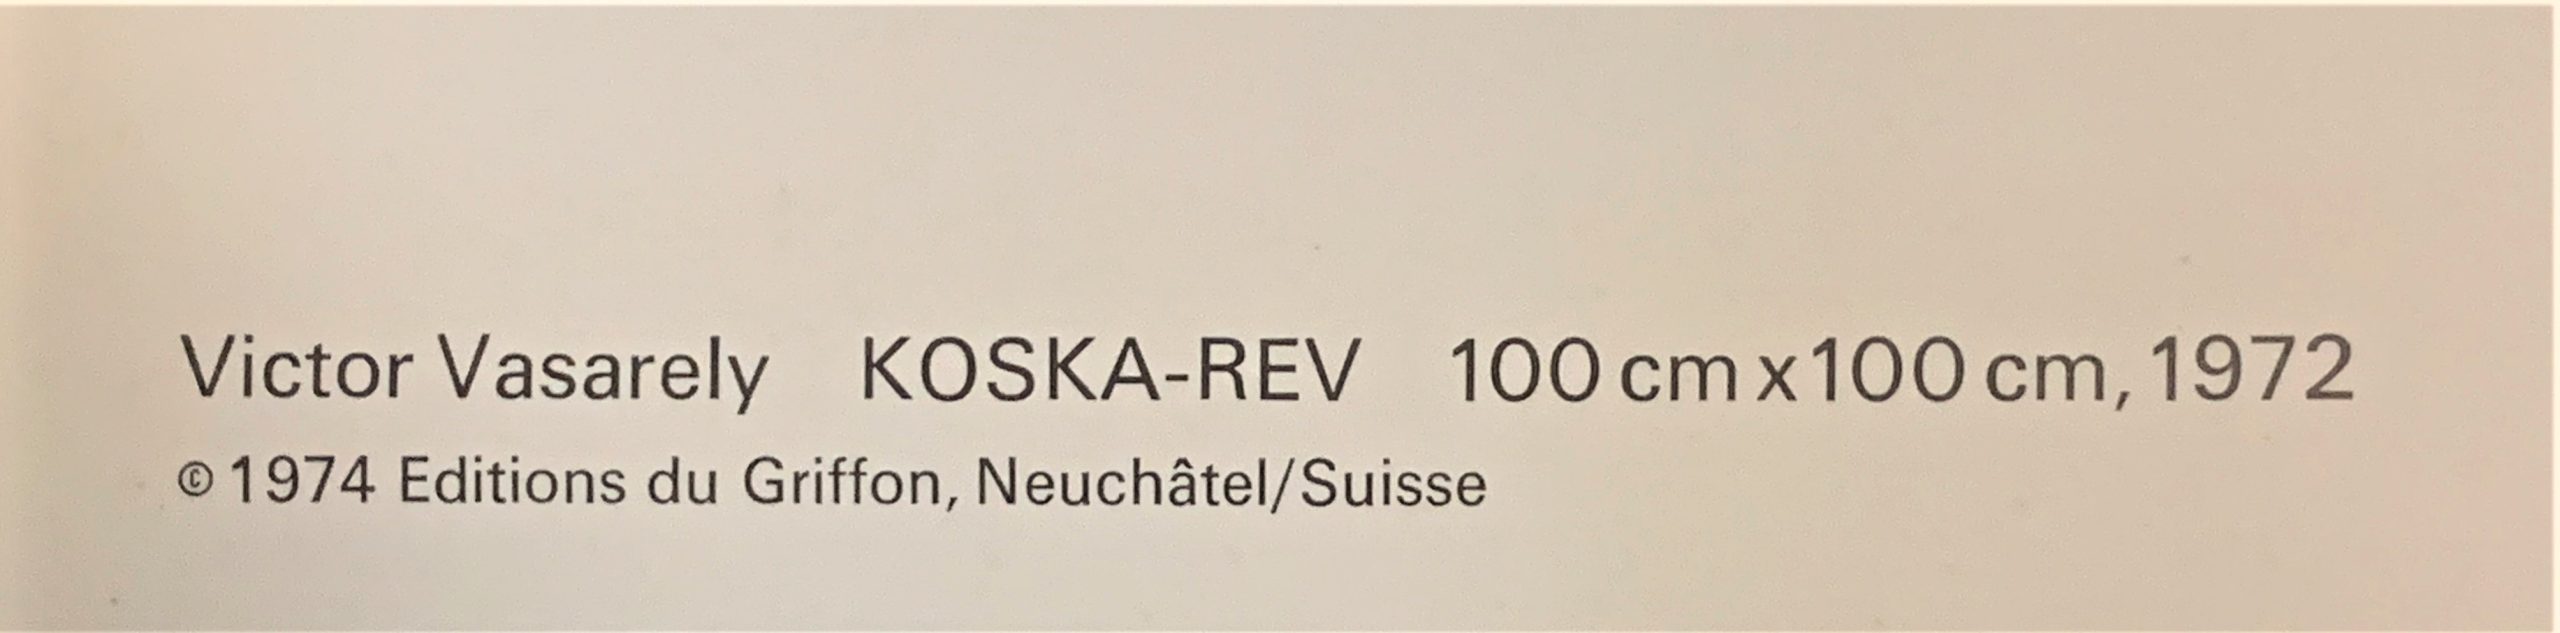 Victor Vasarely KOSKA-REV 100 cm x 100 cm, 1972
© 1974 Editions du Griffon, Neuchâtel/Suisse